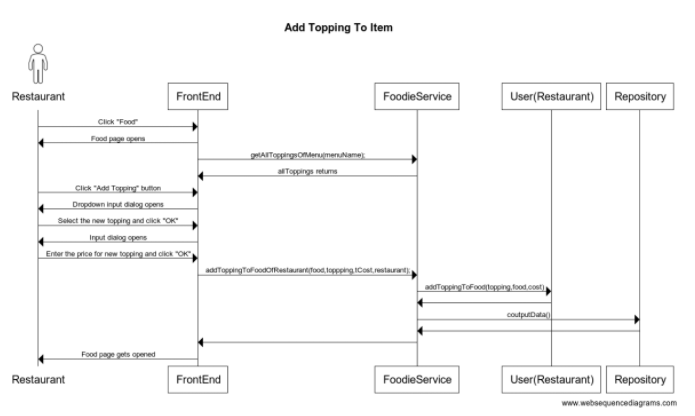 Add Topping To Item
Restaurant FrontEnd FoodieService User(Restaurant) Repository
Click "Food"
Food page opens
getAllToppingsOfMenu(menuName);
allToppings returns
Click "Add Topping" button
Dropdown input dialog opens
Select the new topping and click "OK"
Input dialog opens
Enter the price for new topping and click "OK"
addToppingToFoodOfRestaurant(food,toppping,tCost,restaurant);
addToppingToFood(topping,food,cost)
coutputData()
Food page gets opened
Restaurant FrontEnd FoodieService User(Restaurant) Repository
www.websequencediagrams.com